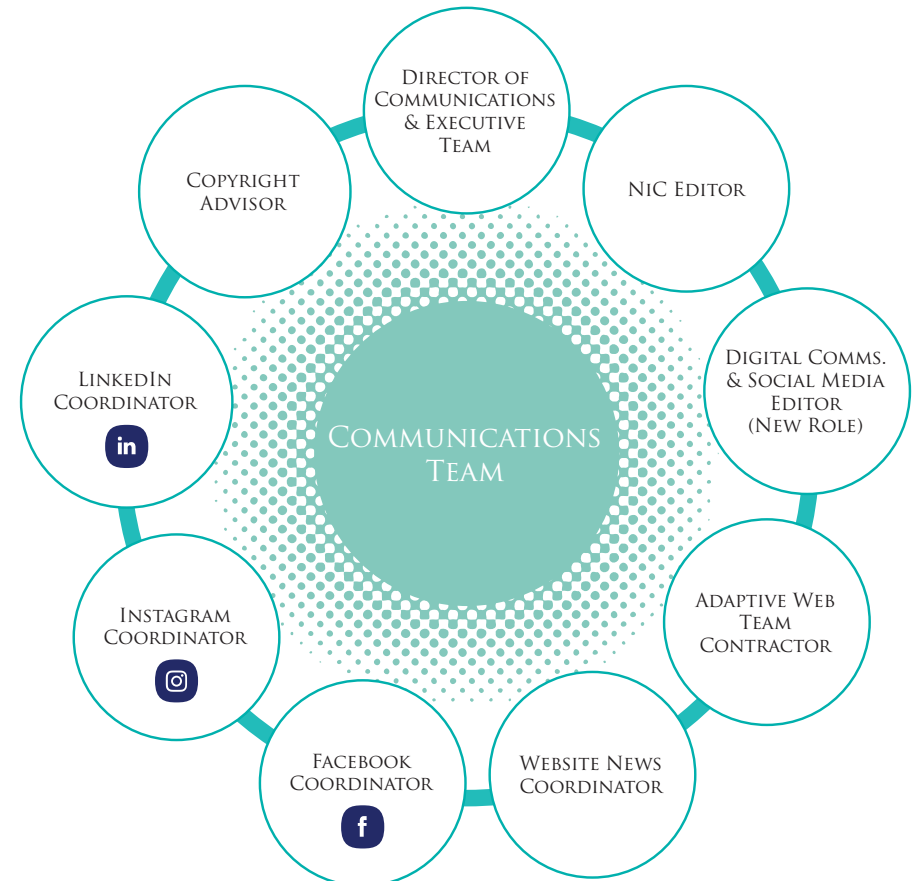 Director of
Communications
& Executive
Team
NiC Editor
Digital Comms.
& Social Media
Editor
(New Role)
Adaptive Web
Team
Contractor
Website News
Coordinator
Facebook
Coordinator
f
Instagram
Coordinator
LinkedIn
Coordinator
in
Copyright
Advisor
Communications
Team